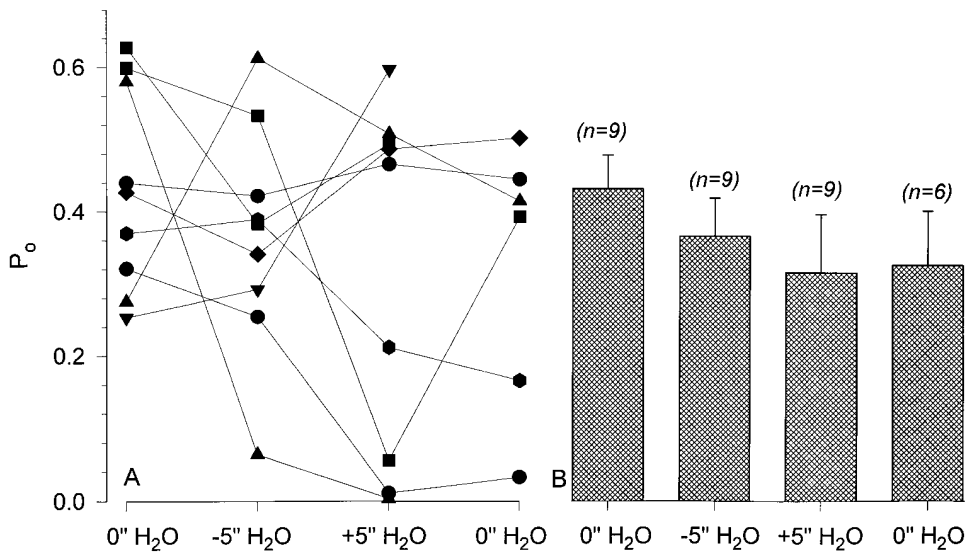 0.6
(n=9)
(n=9)
(n=9)
(n=6)
0.4
Po
0.2
A
B
0.0
0" H2O -5" H2O +5" H2O 0" H2O
0" H2O -5" H2O +5" H2O 0" H2O